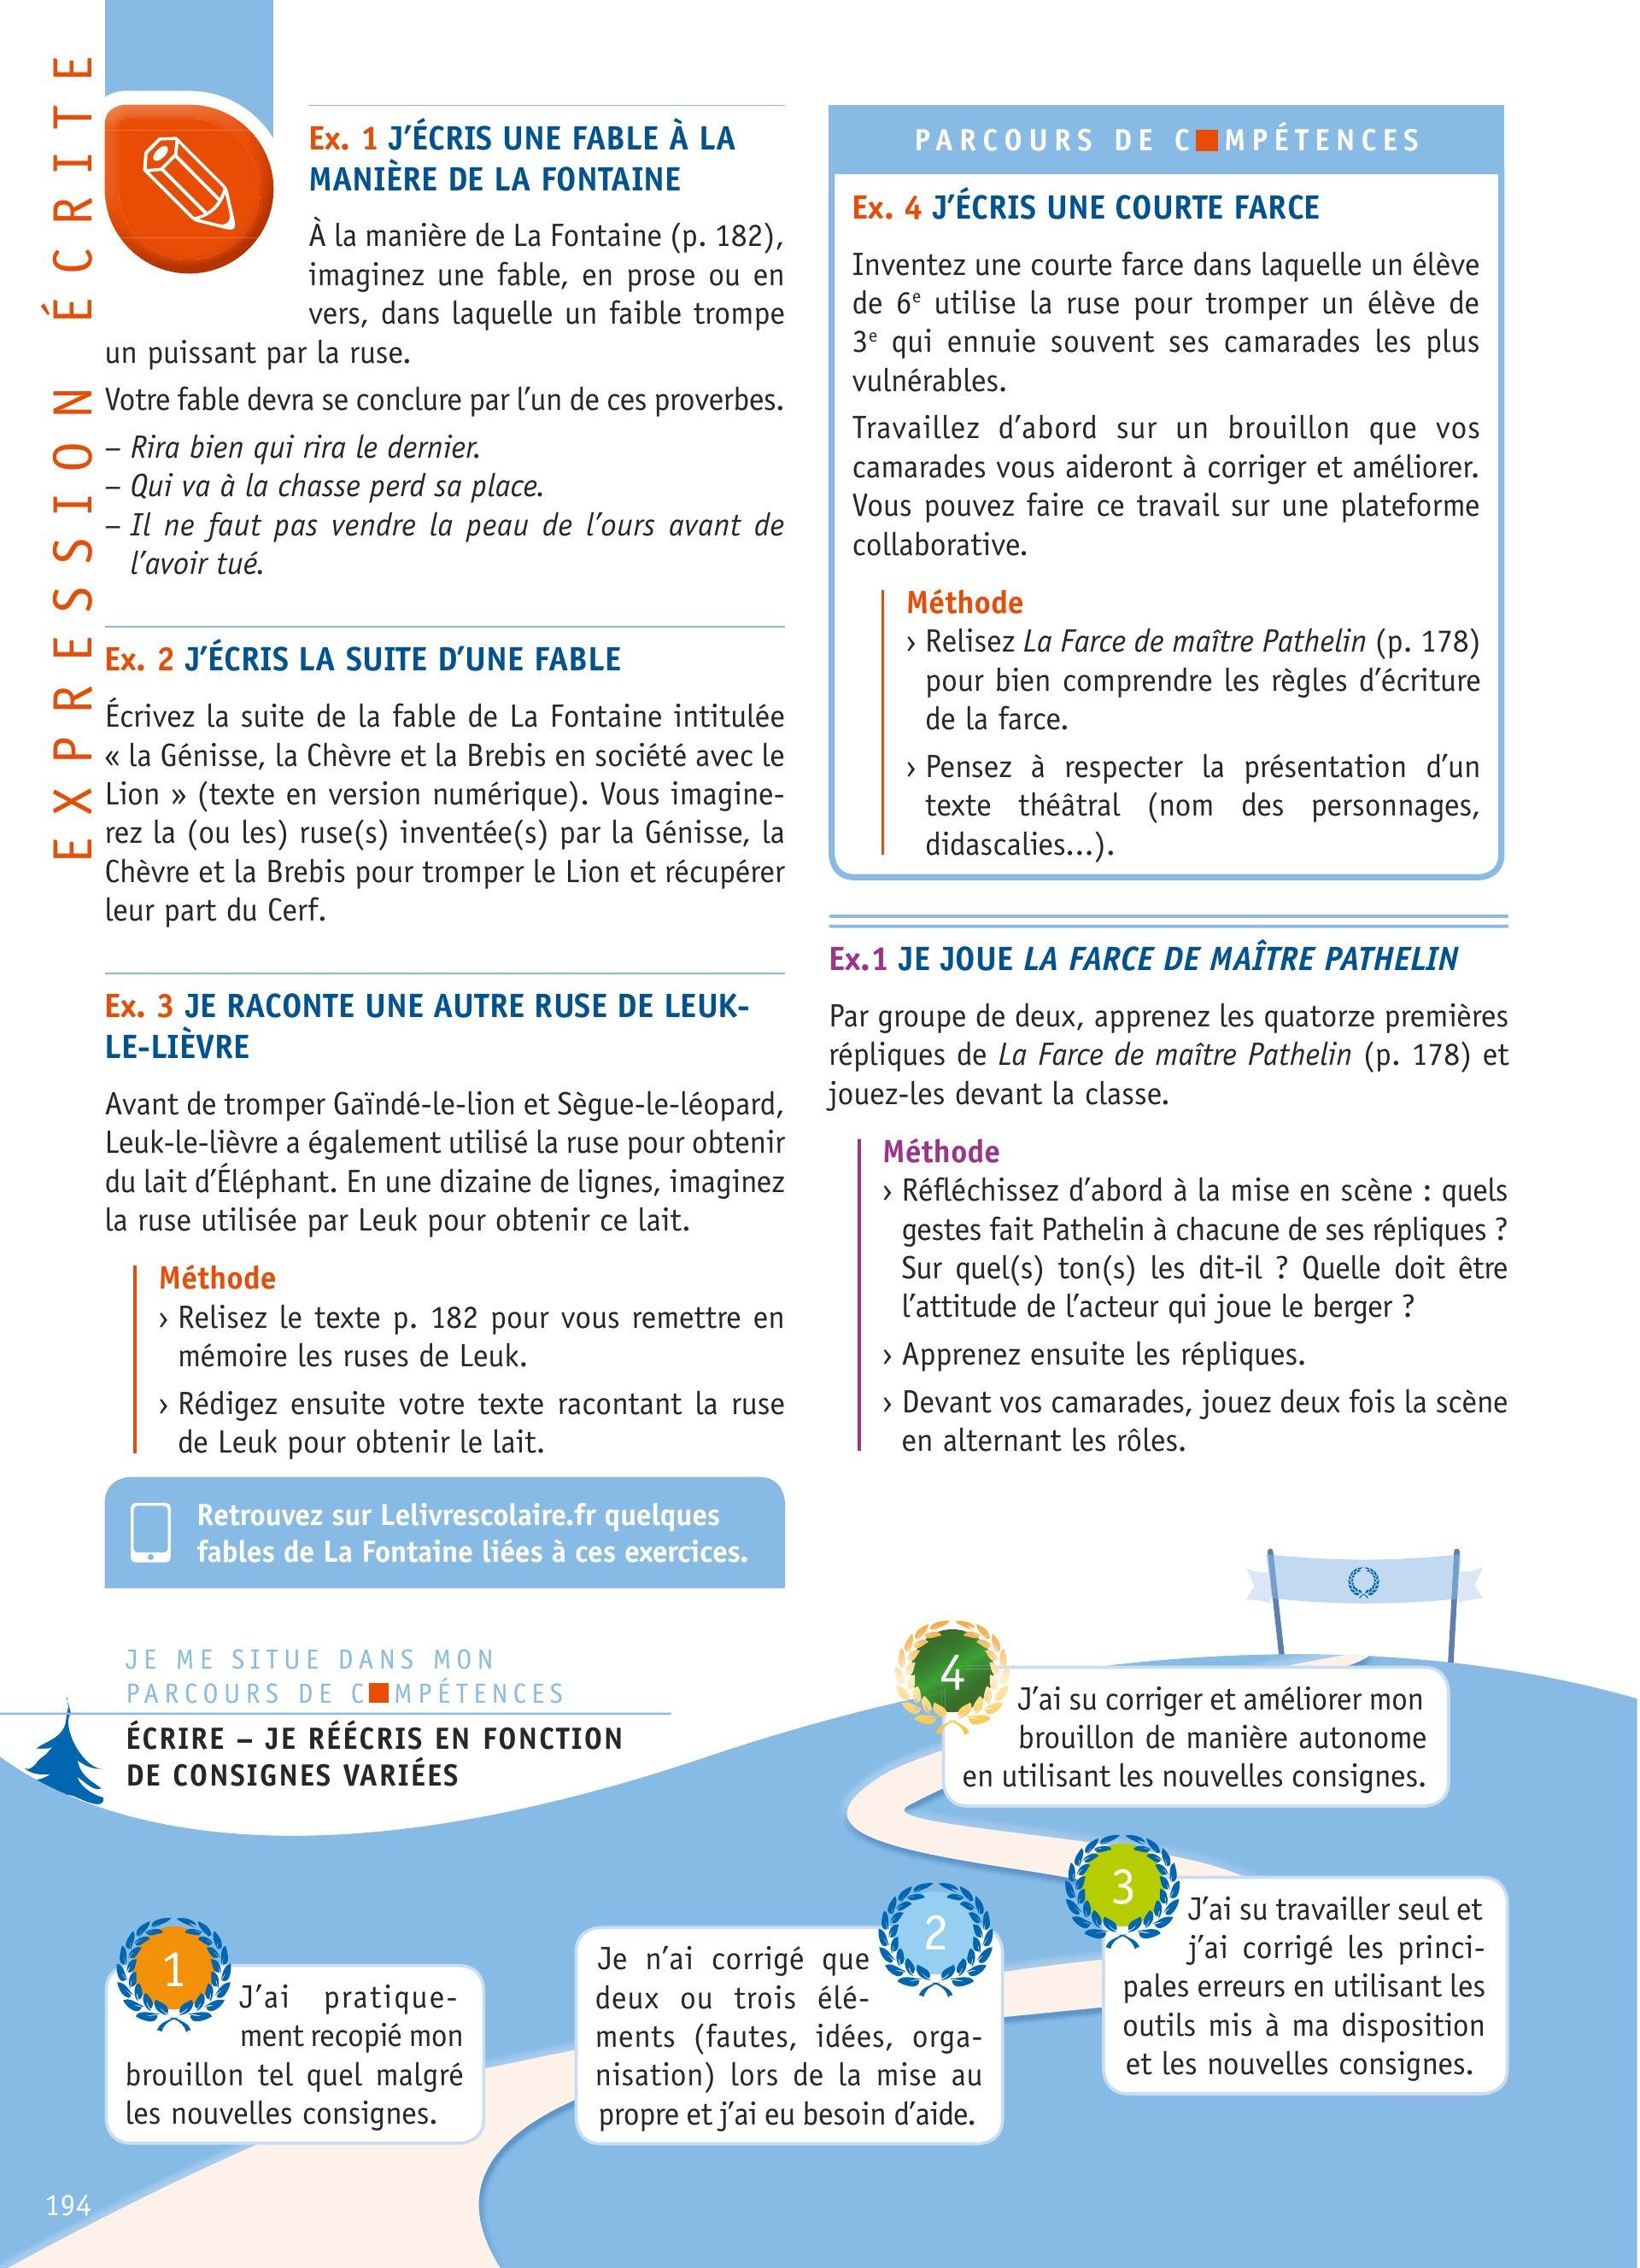 EXPRESSION ÉCRITE
Ex. 1 J’ÉCRIS UNE FABLE À LA
MANIÈRE DE LA FONTAINE
À la manière de La Fontaine (p. 182),
imaginez une fable, en prose ou en
vers, dans laquelle un faible trompe
un puissant par la ruse.
Votre fable devra se conclure par l’un de ces proverbes.
– Rira bien qui rira le dernier.
– Qui va à la chasse perd sa place.
– Il ne faut pas vendre la peau de l’ours avant de
l’avoir tué.
Ex. 2 J’ÉCRIS LA SUITE D’UNE FABLE
Écrivez la suite de la fable de La Fontaine intitulée
« la Génisse, la Chèvre et la Brebis en société avec le
Lion » (texte en version numérique). Vous imagine-
rez la (ou les) ruse(s) inventée(s) par la Génisse, la
Chèvre et la Brebis pour tromper le Lion et récupérer
leur part du Cerf.
Ex. 3 JE RACONTE UNE AUTRE RUSE DE LEUK-
LE-LIÈVRE
Avant de tromper Gaïndé-le-lion et Sègue-le-léopard,
Leuk-le-lièvre a également utilisé la ruse pour obtenir
du lait d’Éléphant. En une dizaine de lignes, imaginez
la ruse utilisée par Leuk pour obtenir ce lait.
Méthode
› Relisez le texte p. 182 pour vous remettre en
mémoire les ruses de Leuk.
› Rédigez ensuite votre texte racontant la ruse
de Leuk pour obtenir le lait.
Retrouvez sur Lelivrescolaire.fr quelques
fables de La Fontaine liées à ces exercices.
PARCOURS DE C■MPÉTENCES
Ex. 4 J’ÉCRIS UNE COURTE FARCE
Inventez une courte farce dans laquelle un élève
de 6e utilise la ruse pour tromper un élève de
3e qui ennuie souvent ses camarades les plus
vulnérables.
Travaillez d’abord sur un brouillon que vos
camarades vous aideront à corriger et améliorer.
Vous pouvez faire ce travail sur une plateforme
collaborative.
Méthode
› Relisez La Farce de maître Pathelin (p. 178)
pour bien comprendre les règles d’écriture
de la farce.
› Pensez à respecter la présentation d’un
texte théâtral (nom des personnages,
didascalies...).
Ex.1 JE JOUE LA FARCE DE MAÎTRE PATHELIN
Par groupe de deux, apprenez les quatorze premières
répliques de La Farce de maître Pathelin (p. 178) et
jouez-les devant la classe.
Méthode
› Réfléchissez d’abord à la mise en scène : quels
gestes fait Pathelin à chacune de ses répliques ?
Sur quel(s) ton(s) les dit-il ? Quelle doit être
l’attitude de l’acteur qui joue le berger ?
› Apprenez ensuite les répliques.
› Devant vos camarades, jouez deux fois la scène
en alternant les rôles.
JE ME SITUE DANS MON
PARCOURS DE C■MPÉTENCES
ÉCRIRE – JE RÉÉCRIS EN FONCTION
DE CONSIGNES VARIÉES
1
J’ai pratique-
ment recopié mon
brouillon tel quel malgré
les nouvelles consignes.
2
Je n’ai corrigé que
deux ou trois élé-
ments (fautes, idées, orga-
nisation) lors de la mise au
propre et j’ai eu besoin d’aide.
3
J’ai su travailler seul et
j’ai corrigé les princi-
pales erreurs en utilisant les
outils mis à ma disposition
et les nouvelles consignes.
4
J’ai su corriger et améliorer mon
brouillon de manière autonome
en utilisant les nouvelles consignes.
194